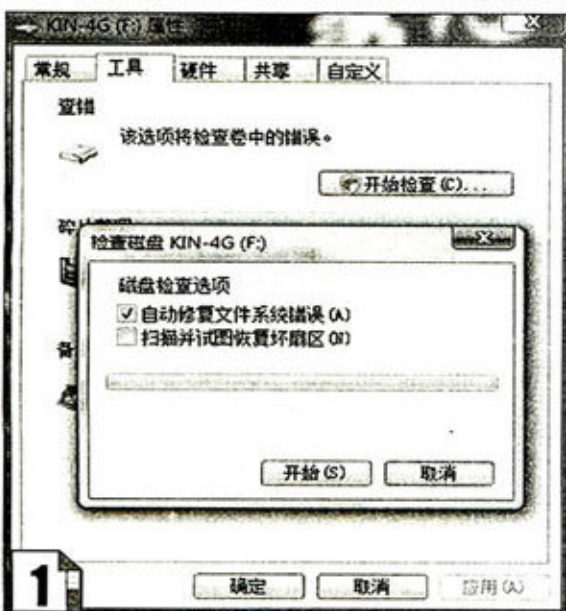 KIN-4G (F:) 属性
常规 工具 硬件 共享 自定义
查错
该选项将检查卷中的错误。
开始检查(C)...
检查磁盘 KIN-4G (F:)
磁盘检查选项
自动修复文件系统错误(A)
扫描并试图恢复坏扇区(N)
开始(S) 取消
备
1
确定 取消 应用(A)